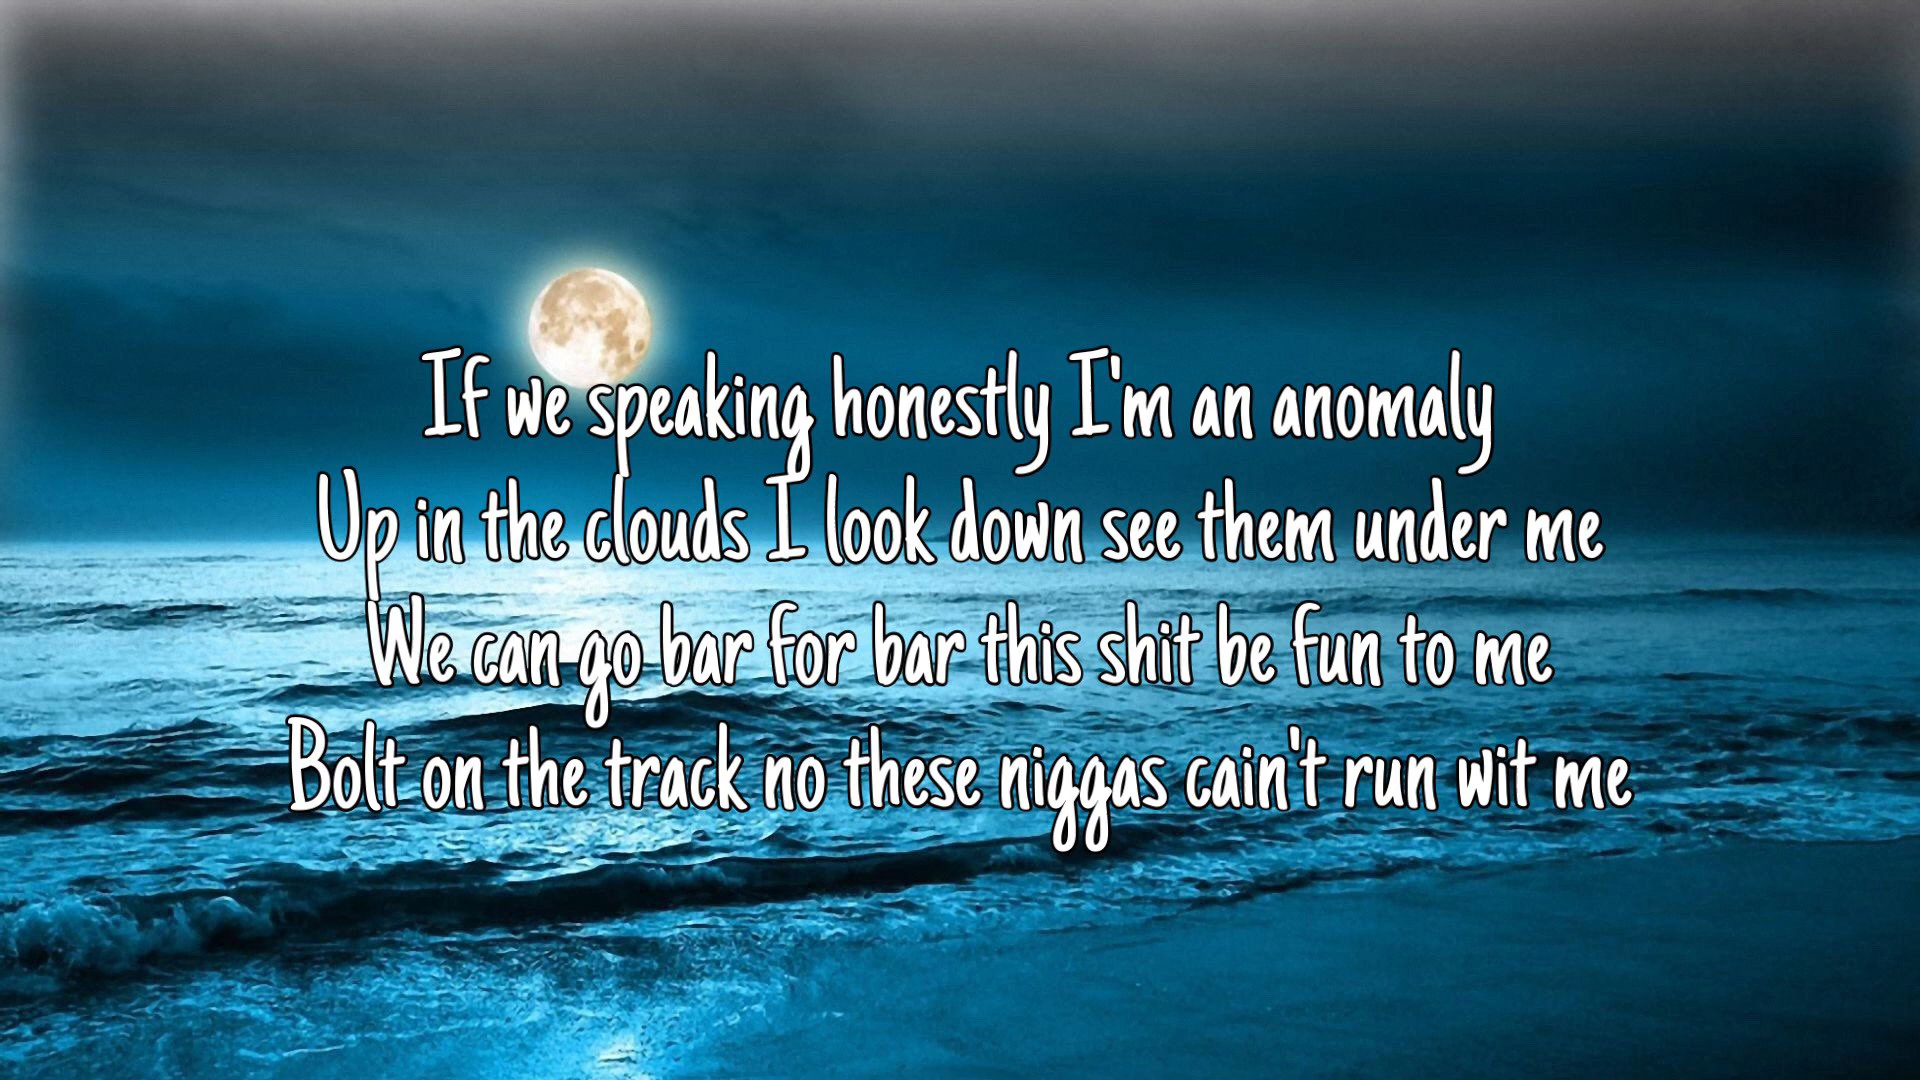 If we speaking honestly I'm an anomaly
Up in the clouds I look down see them under me
We can go bar for bar this shit be fun to me
Bolt on the track no these niggas cain't run wit me